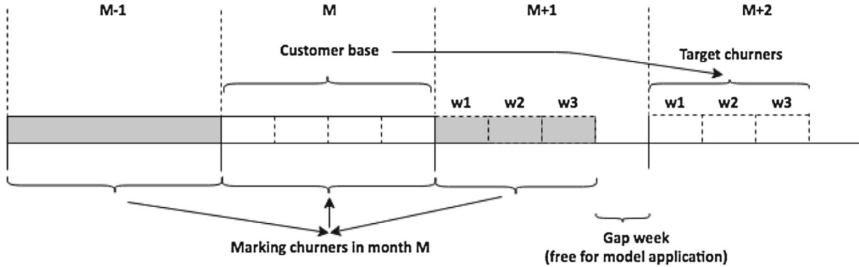 M-1 M M+1 M+2
Customer base
Target churners
w1 w2 w3 w1 w2 w3
Marking churners in month M
Gap week
(free for model application)